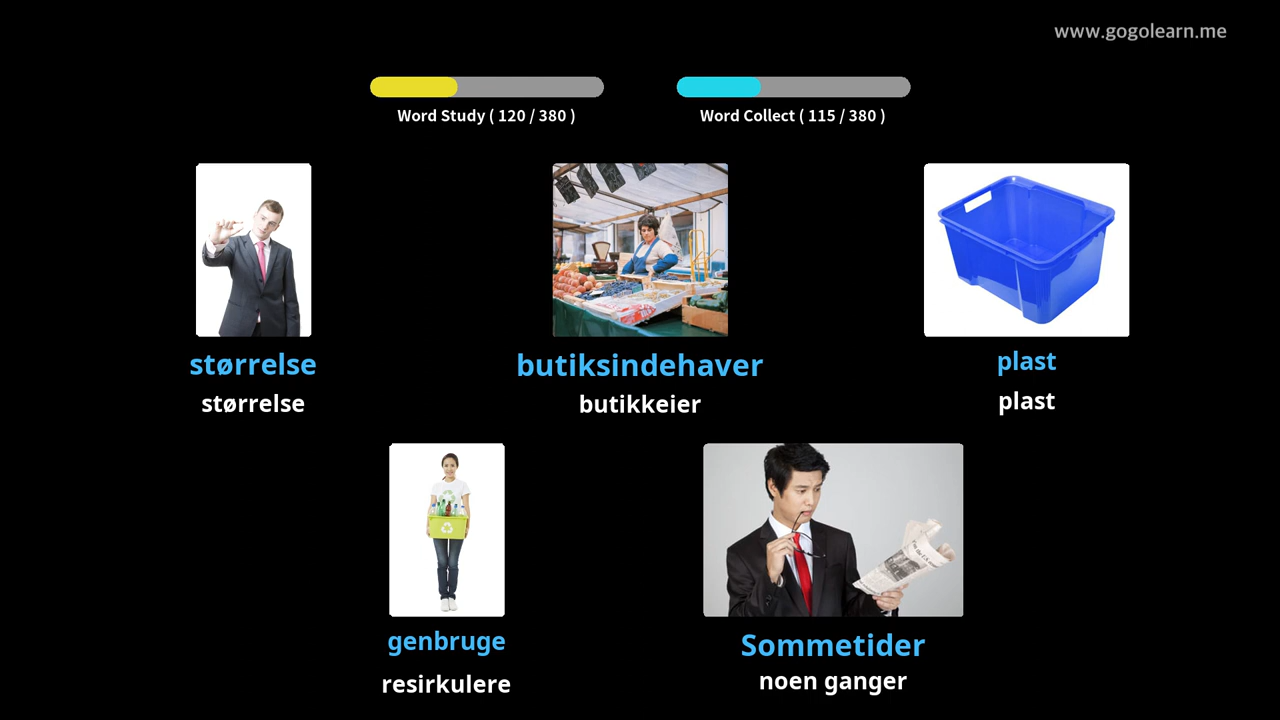 www.gogolearn.me
Word Study ( 120 / 380 )
Word Collect ( 115 / 380 )
størrelse
størrelse
butiksindehaver
butikkeier
plast
plast
genbruge
resirkulere
Sommetider
noen ganger